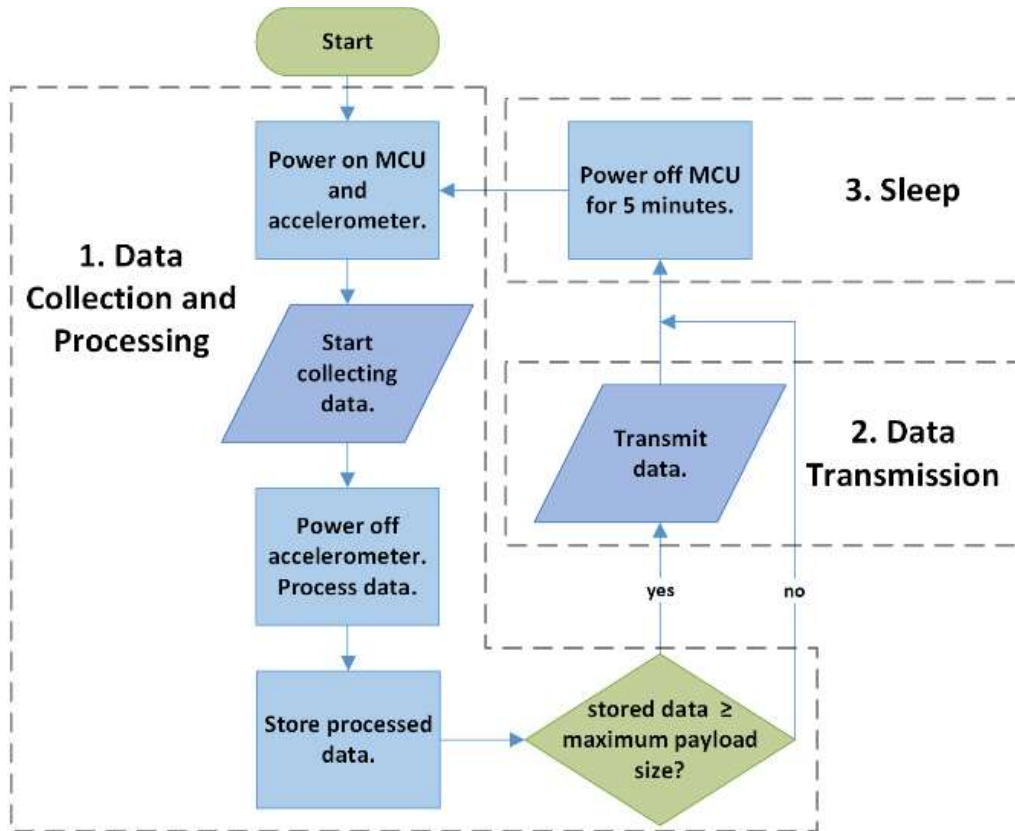 Start
Power on MCU
and
accelerometer.
Power off MCU
for 5 minutes.
3. Sleep
1. Data
Collection and
Processing
Start
collecting
data.
Transmit
data.
2. Data
Transmission
Power off
accelerometer.
Process data.
yes
no
Store processed
data.
stored data ≥
maximum payload
size?